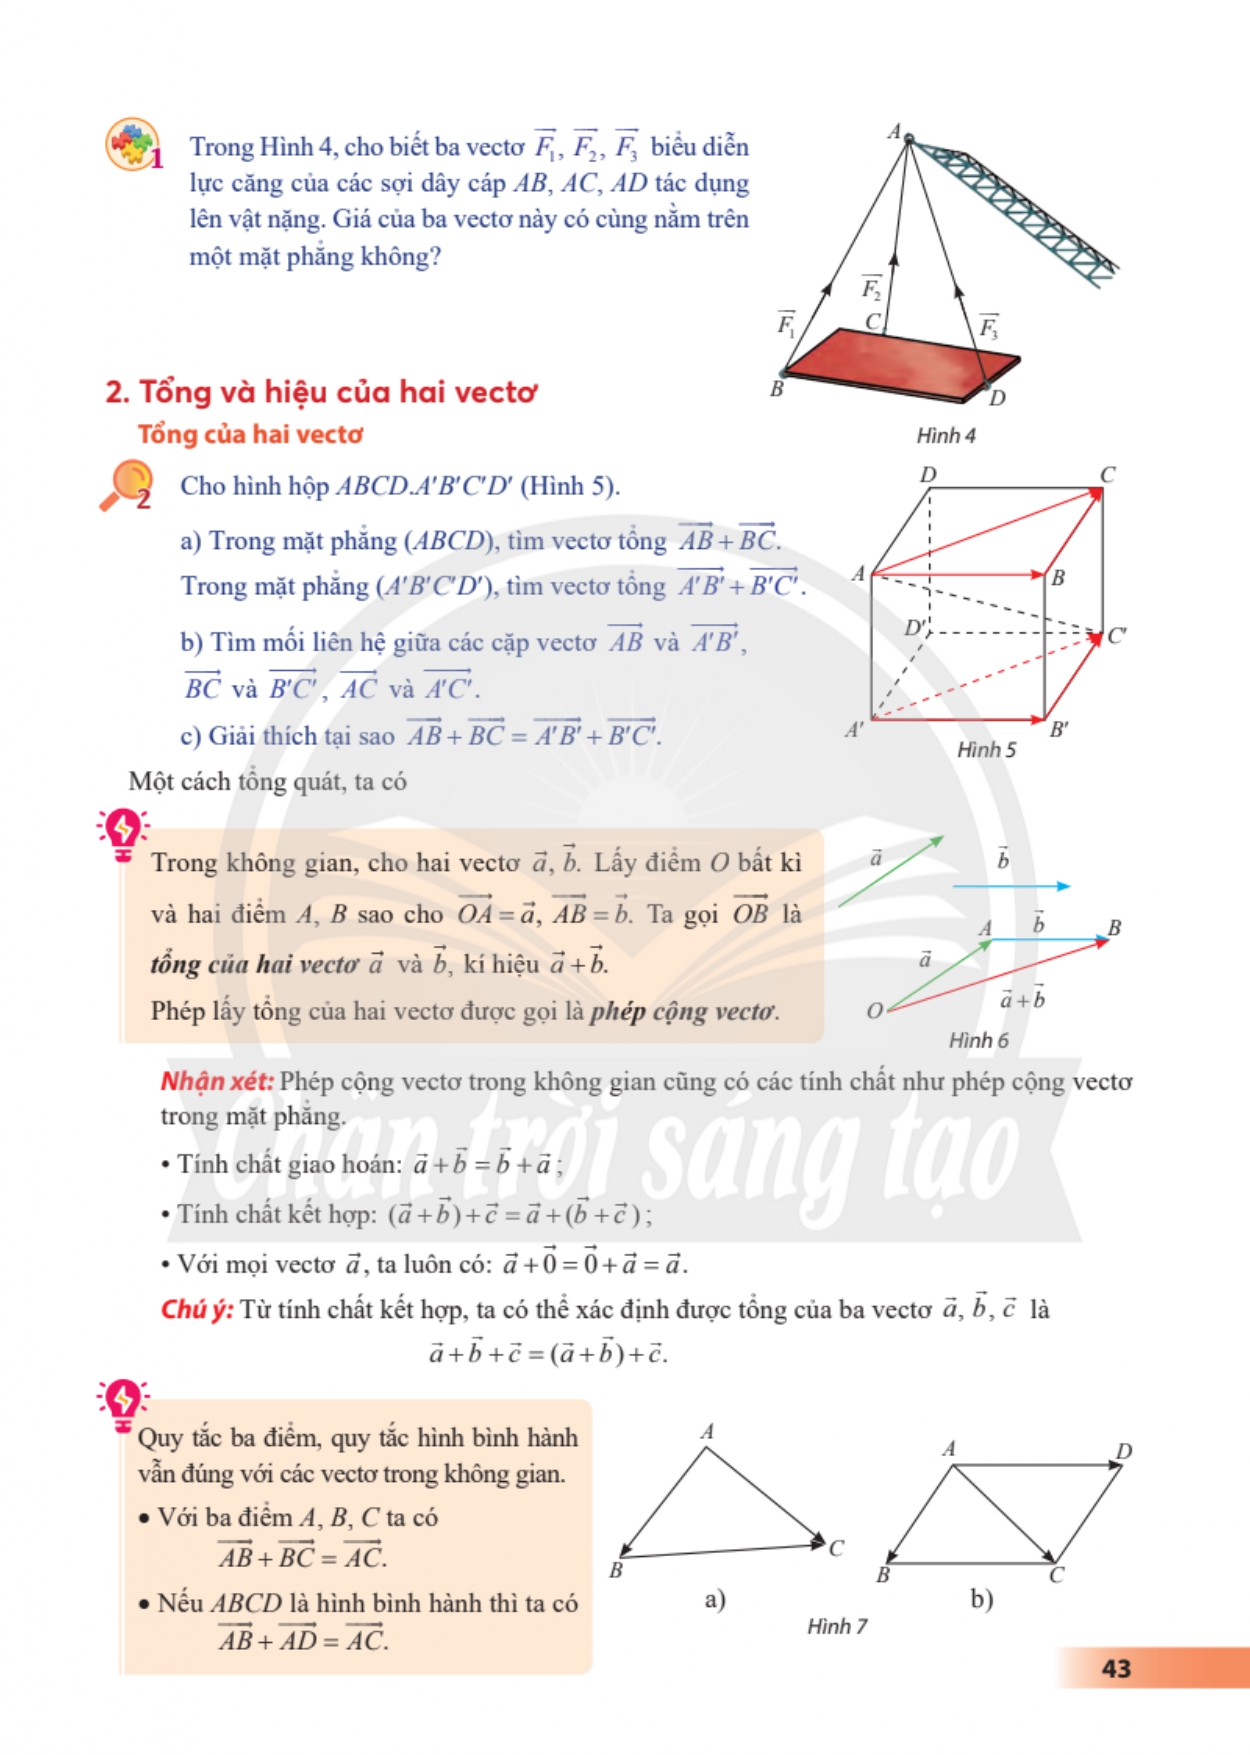 1
Trong Hình 4, cho biết ba vectơ $\overrightarrow{F_1}$, $\overrightarrow{F_2}$, $\overrightarrow{F_3}$ biểu diễn
lực căng của các sợi dây cáp AB, AC, AD tác dụng
lên vật nặng. Giá của ba vectơ này có cùng nằm trên
một mặt phẳng không?
A
$\overrightarrow{F_2}$
$\overrightarrow{F_1}$
C
$\overrightarrow{F_3}$
B
D
Hình 4
2. Tổng và hiệu của hai vectơ
Tổng của hai vectơ
2
Cho hình hộp ABCD.A'B'C'D' (Hình 5).
a) Trong mặt phẳng (ABCD), tìm vectơ tổng $\overrightarrow{AB}+\overrightarrow{BC}$.
Trong mặt phẳng (A'B'C'D'), tìm vectơ tổng $\overrightarrow{A'B'}+\overrightarrow{B'C'}$.
b) Tìm mối liên hệ giữa các cặp vectơ $\overrightarrow{AB}$ và $\overrightarrow{A'B'}$,
$\overrightarrow{BC}$ và $\overrightarrow{B'C'}$, $\overrightarrow{AC}$ và $\overrightarrow{A'C'}$.
c) Giải thích tại sao $\overrightarrow{AB}+\overrightarrow{BC}=\overrightarrow{A'B'}+\overrightarrow{B'C'}$.
D
C
A
B
D'
C'
A'
B'
Hình 5
Một cách tổng quát, ta có
Trong không gian, cho hai vectơ $\vec{a}$, $\vec{b}$. Lấy điểm O bất kì
và hai điểm A, B sao cho $\overrightarrow{OA}=\vec{a}$, $\overrightarrow{AB}=\vec{b}$. Ta gọi $\overrightarrow{OB}$ là
tổng của hai vectơ $\vec{a}$ và $\vec{b}$, kí hiệu $\vec{a}+\vec{b}$.
Phép lấy tổng của hai vectơ được gọi là phép cộng vectơ.
$\vec{a}$
$\vec{b}$
A
$\vec{b}$
B
$\vec{a}$
O
$\vec{a}+\vec{b}$
Hình 6
Nhận xét: Phép cộng vectơ trong không gian cũng có các tính chất như phép cộng vectơ
trong mặt phẳng.
Chân trời sáng tạo
• Tính chất giao hoán: $\vec{a}+\vec{b}=\vec{b}+\vec{a}$;
• Tính chất kết hợp: $(\vec{a}+\vec{b})+\vec{c}=\vec{a}+(\vec{b}+\vec{c})$;
• Với mọi vectơ $\vec{a}$, ta luôn có: $\vec{a}+\vec{0}=\vec{0}+\vec{a}=\vec{a}$.
Chú ý: Từ tính chất kết hợp, ta có thể xác định được tổng của ba vectơ $\vec{a}$, $\vec{b}$, $\vec{c}$ là
$\vec{a}+\vec{b}+\vec{c}=(\vec{a}+\vec{b})+\vec{c}$.
Quy tắc ba điểm, quy tắc hình bình hành
vẫn đúng với các vectơ trong không gian.
• Với ba điểm A, B, C ta có
$\overrightarrow{AB}+\overrightarrow{BC}=\overrightarrow{AC}$.
• Nếu ABCD là hình bình hành thì ta có
$\overrightarrow{AB}+\overrightarrow{AD}=\overrightarrow{AC}$.
A
B
C
a)
A
D
B
C
b)
Hình 7
43